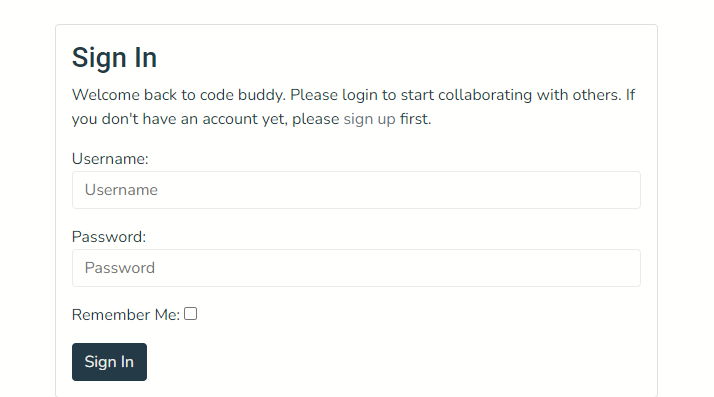 Sign In
Welcome back to code buddy. Please login to start collaborating with others. If
you don't have an account yet, please sign up first.
Username:
Username
Password:
Password
Remember Me:
Sign In